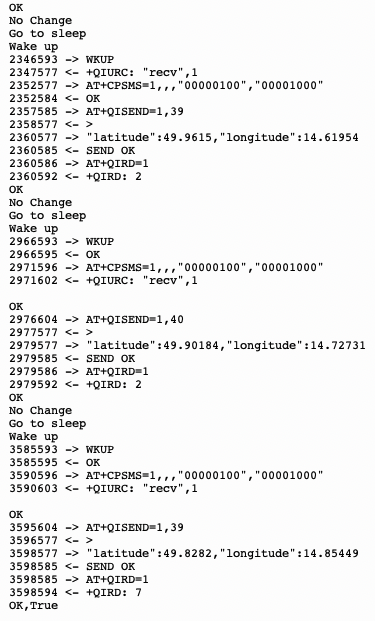 OK
No Change
Go to sleep
Wake up
2346593 -> WKUP
2347577 <- +QIURC: "recv",1
2352577 -> AT+CPSMS=1,,,"00000100","00001000"
2352584 <- OK
2357585 -> AT+QISEND=1,39
2358577 <- >
2360577 -> "latitude":49.9615,"longitude":14.61954
2360585 <- SEND OK
2360586 -> AT+QIRD=1
2360592 <- +QIRD: 2
OK
No Change
Go to sleep
Wake up
2966593 -> WKUP
2966595 <- OK
2971596 -> AT+CPSMS=1,,,"00000100","00001000"
2971602 <- +QIURC: "recv",1

OK
2976604 -> AT+QISEND=1,40
2977577 <- >
2979577 -> "latitude":49.90184,"longitude":14.72731
2979585 <- SEND OK
2979586 -> AT+QIRD=1
2979592 <- +QIRD: 2
OK
No Change
Go to sleep
Wake up
3585593 -> WKUP
3585595 <- OK
3590596 -> AT+CPSMS=1,,,"00000100","00001000"
3590603 <- +QIURC: "recv",1

OK
3595604 -> AT+QISEND=1,39
3596577 <- >
3598577 -> "latitude":49.8282,"longitude":14.85449
3598585 <- SEND OK
3598585 -> AT+QIRD=1
3598594 <- +QIRD: 7
OK,True